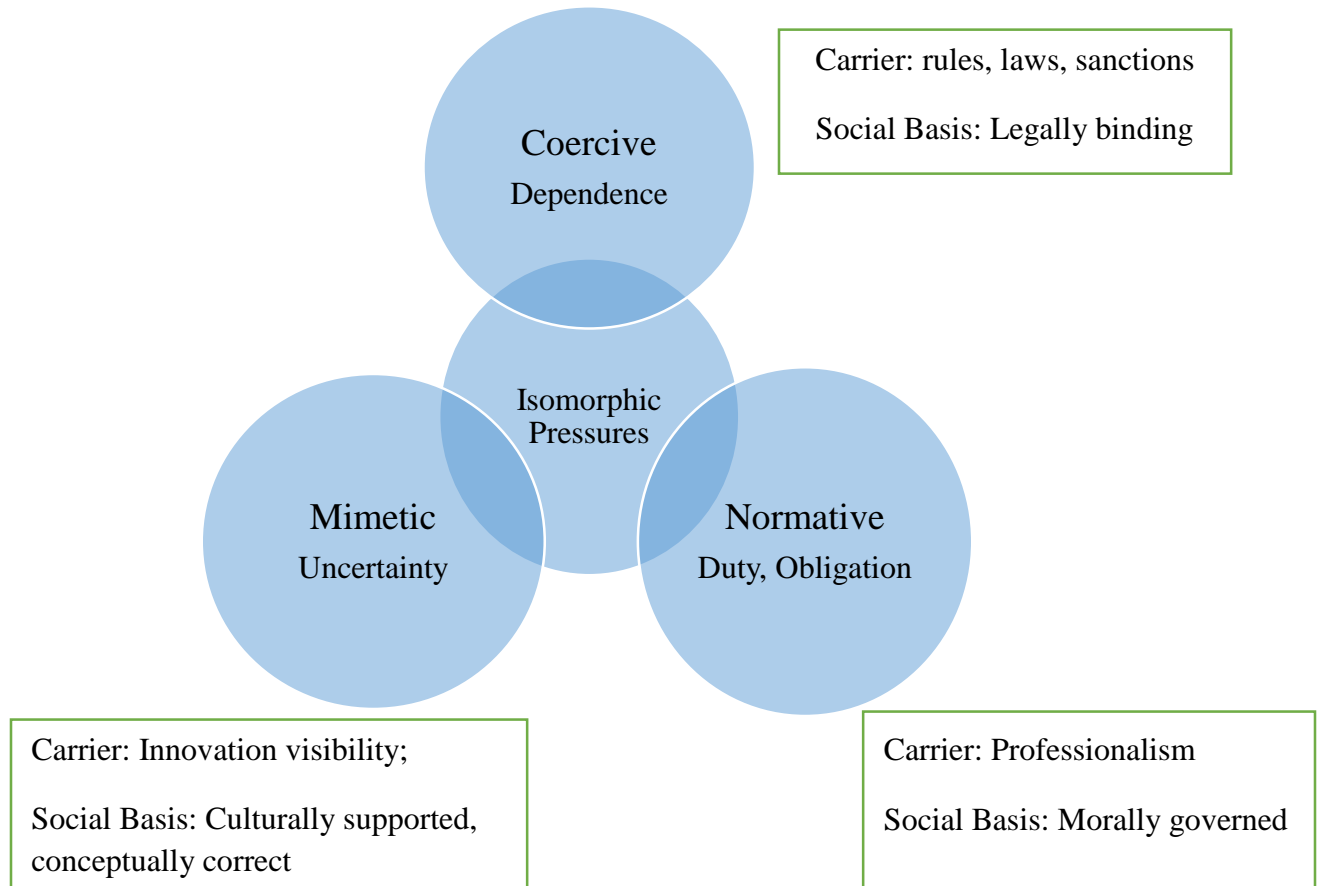 Carrier: rules, laws, sanctions
Social Basis: Legally binding
Coercive
Dependence
Isomorphic
Pressures
Mimetic
Uncertainty
Normative
Duty, Obligation
Carrier: Innovation visibility;
Social Basis: Culturally supported,
conceptually correct
Carrier: Professionalism
Social Basis: Morally governed